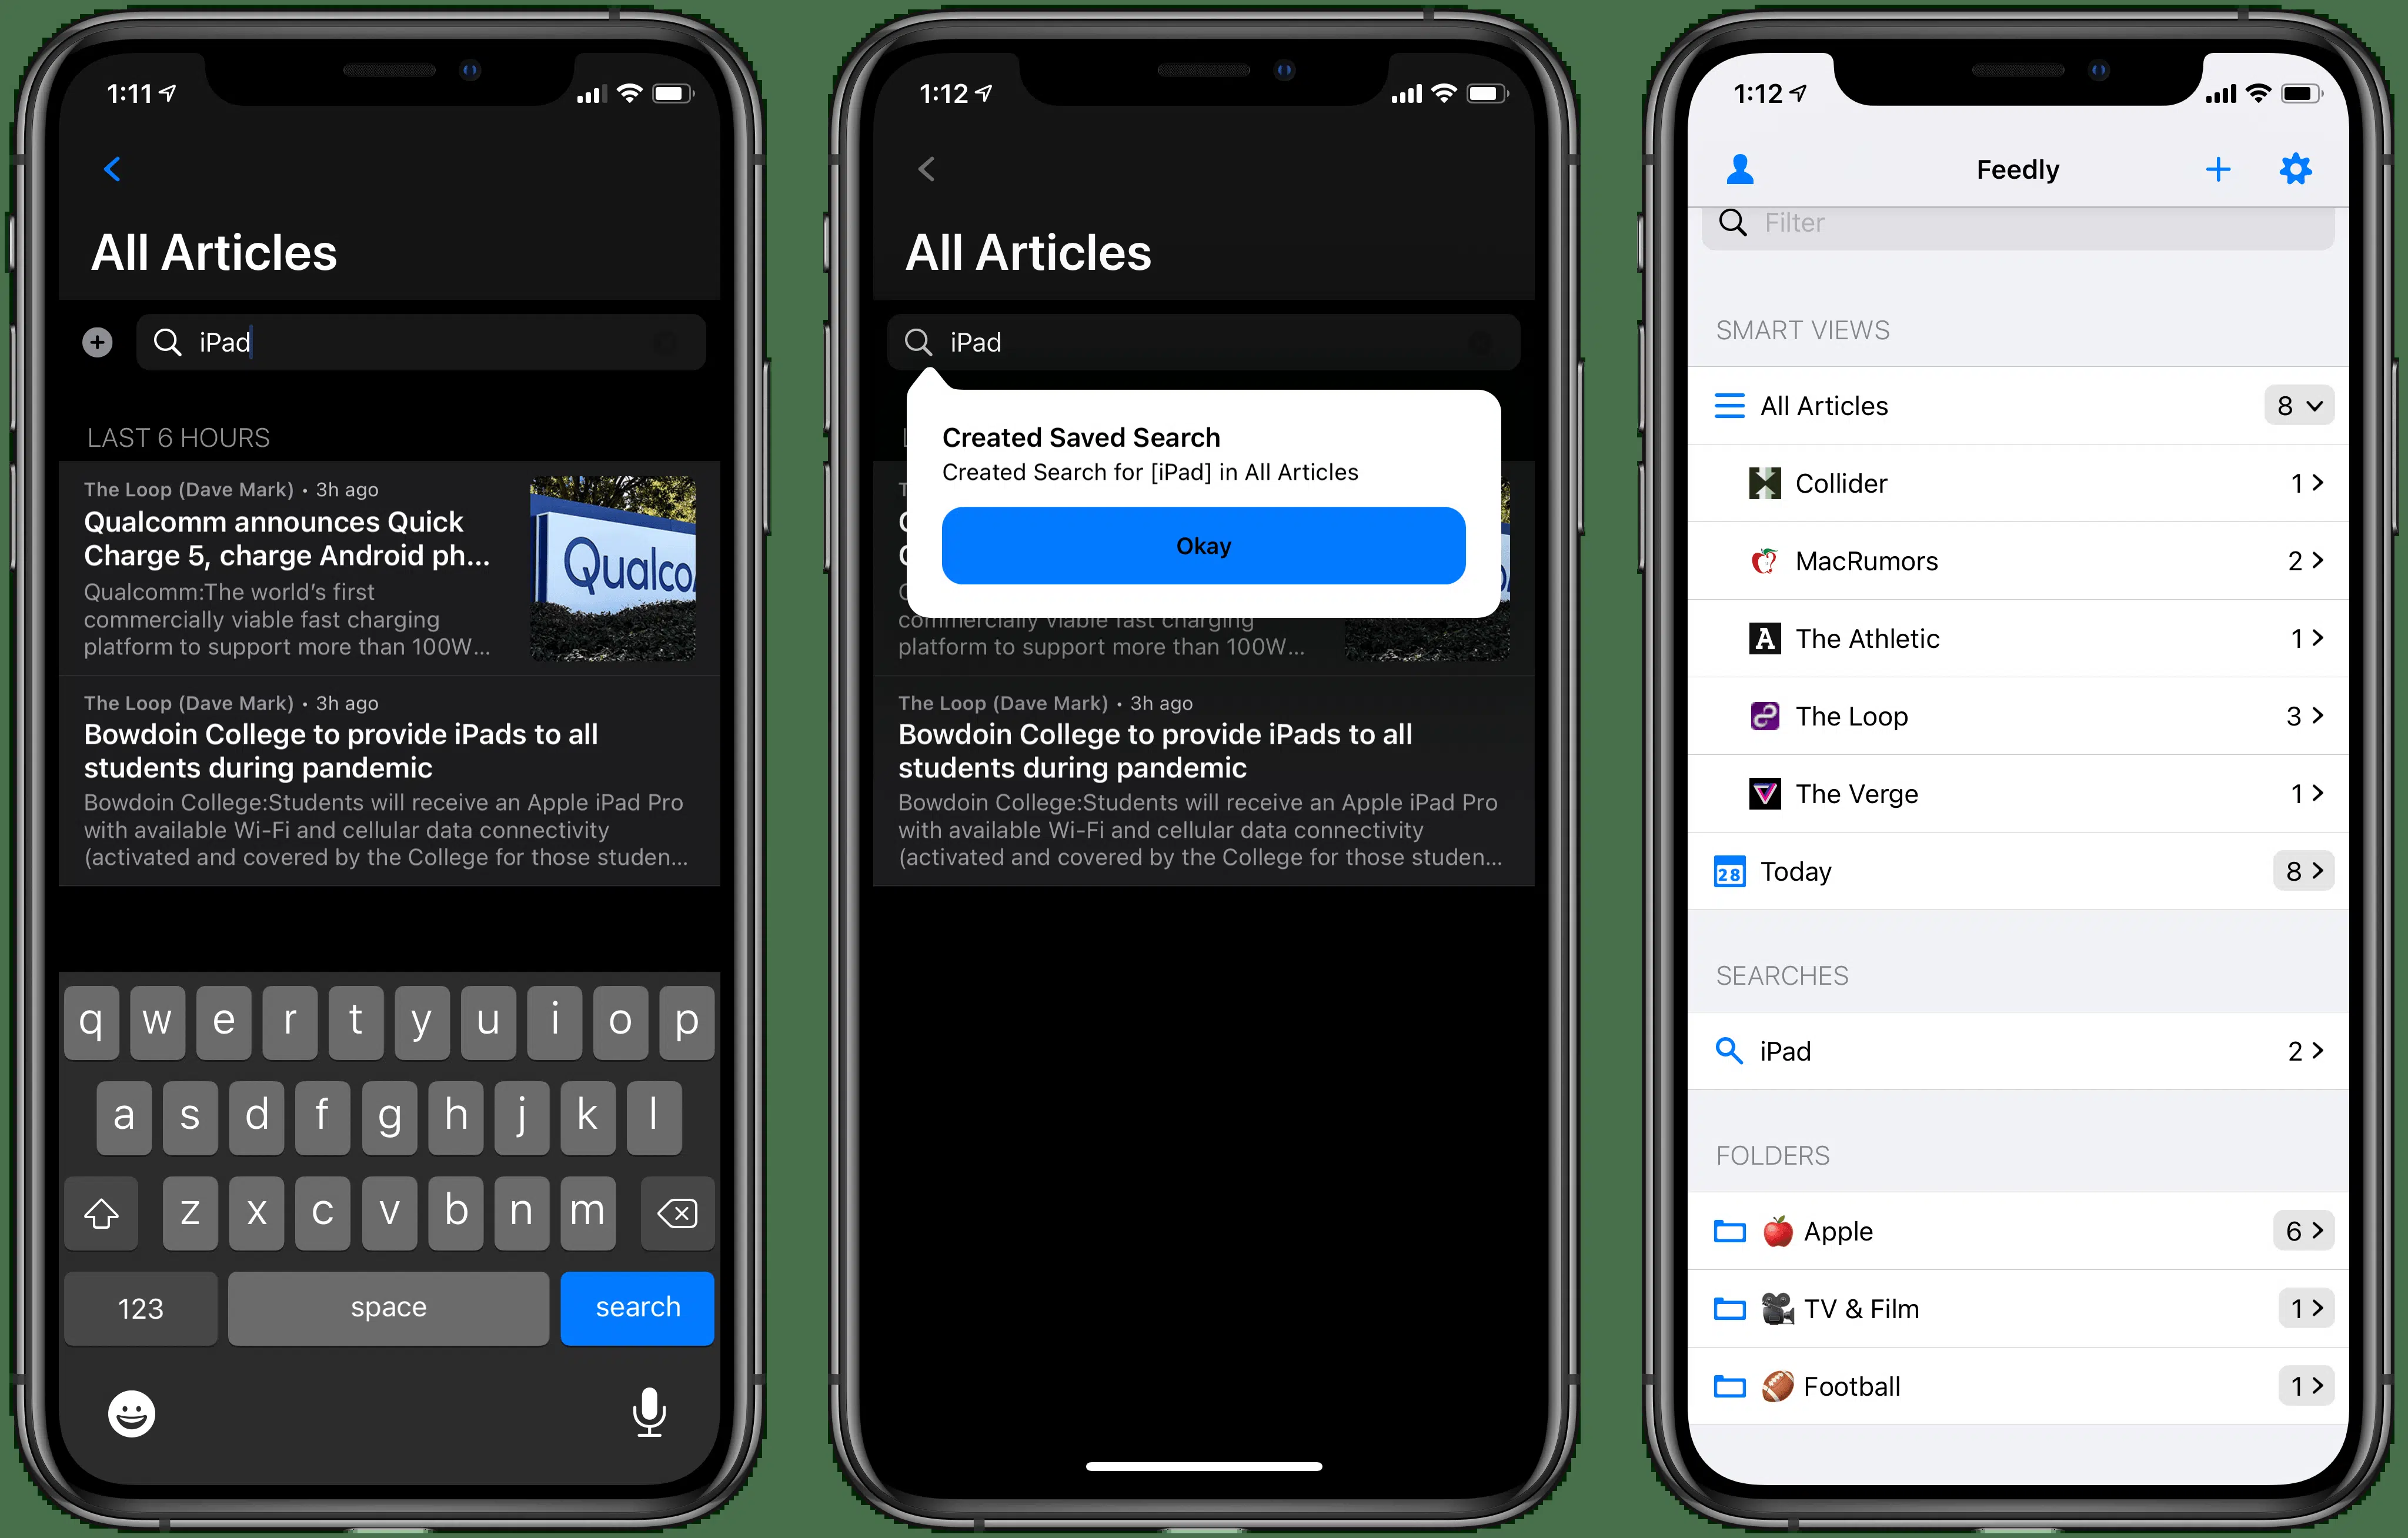 1:11
All Articles
iPad
LAST 6 HOURS
The Loop (Dave Mark) • 3h ago
Qualcomm announces Quick
Charge 5, charge Android ph...
Qualcomm:The world's first
commercially viable fast charging
platform to support more than 100W...
Qualco
The Loop (Dave Mark) • 3h ago
Bowdoin College to provide iPads to all
students during pandemic
Bowdoin College:Students will receive an Apple iPad Pro
with available Wi-Fi and cellular data connectivity
(activated and covered by the College for those studen...
q w e r t y u i o p
a s d f g h j k l
z x c v b n m
123 space search
1:12
All Articles
iPad
Created Saved Search
Created Search for [iPad] in All Articles
Okay
commercially viable fast charging
platform to support more than 100W...
The Loop (Dave Mark) • 3h ago
Bowdoin College to provide iPads to all
students during pandemic
Bowdoin College:Students will receive an Apple iPad Pro
with available Wi-Fi and cellular data connectivity
(activated and covered by the College for those studen...
1:12
Feedly
Filter
SMART VIEWS
All Articles 8
Collider 1
MacRumors 2
A The Athletic 1
The Loop 3
The Verge 1
28 Today 8
SEARCHES
iPad 2
FOLDERS
Apple 6
TV & Film 1
Football 1